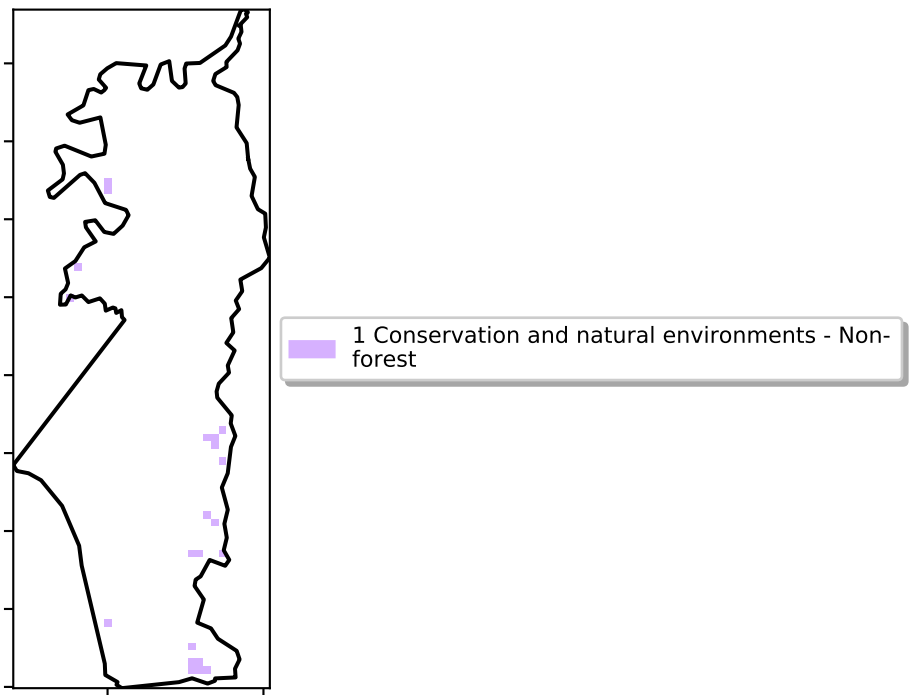 1 Conservation and natural environments - Non-
forest